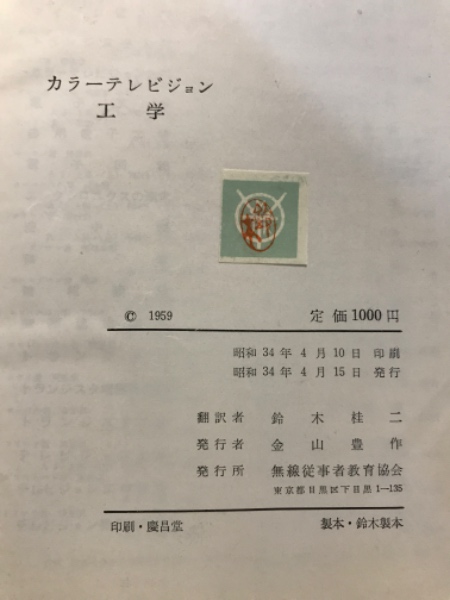 カラーテレビジョン
工学
© 1959
定価1000円
昭和34年4月10日 印刷
昭和34年4月15日 発行
翻訳者 鈴木桂二
発行者 金山豊作
発行所 無線従事者教育協会
東京都目黒区下目黒1—135
印刷・慶昌堂 製本・鈴木製本